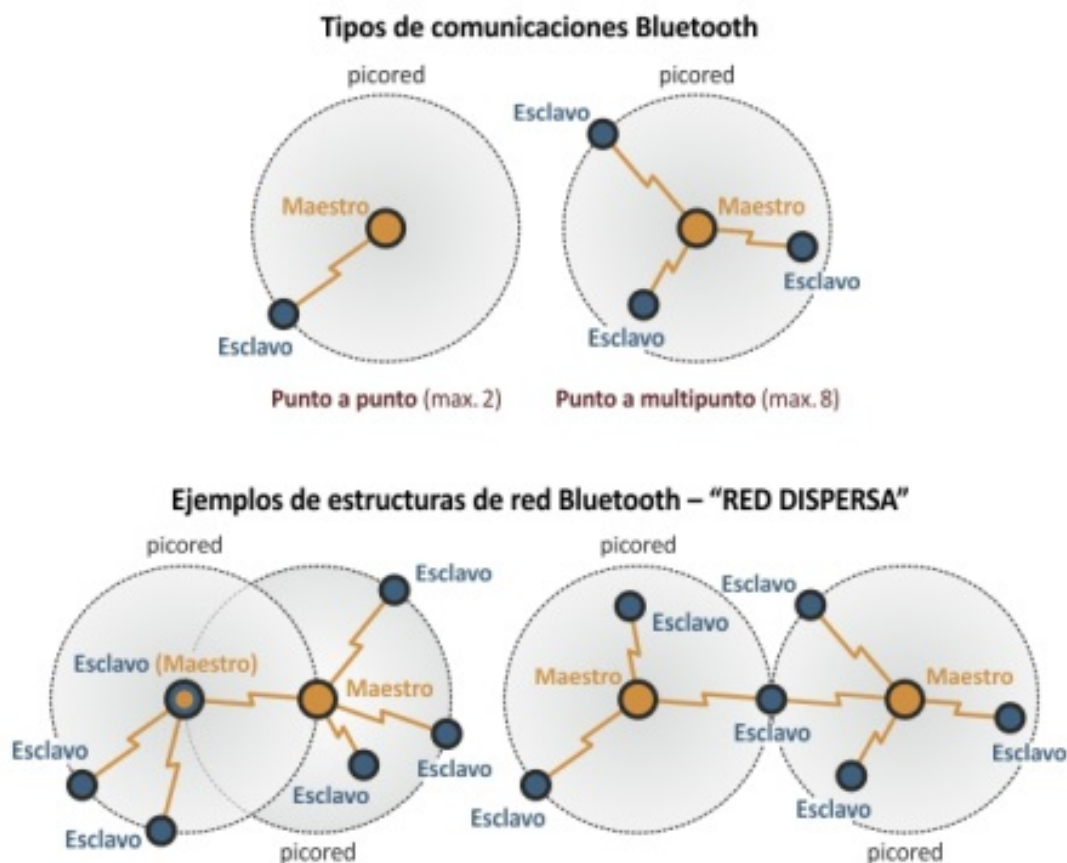 Tipos de comunicaciones Bluetooth
picored
picored
Esclavo
Maestro
Maestro
Esclavo
Esclavo
Esclavo
Punto a punto (max. 2)
Punto a multipunto (max. 8)
Ejemplos de estructuras de red Bluetooth – “RED DISPERSA”
picored
picored
Esclavo
Esclavo
Esclavo
Esclavo (Maestro)
Maestro
Maestro
Maestro
Esclavo
Esclavo
Esclavo
Esclavo
Esclavo
Esclavo
Esclavo
Esclavo
picored
picored